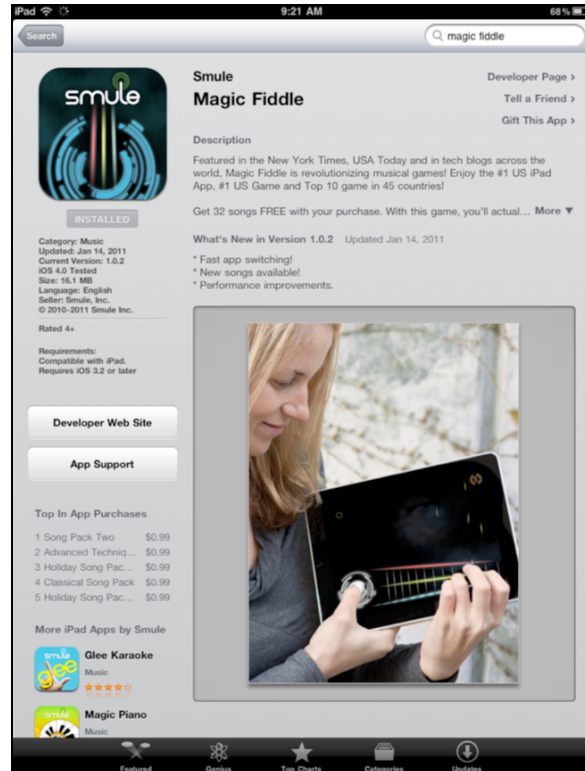 iPad
9:21 AM
68%
Search
magic fiddle
smule
INSTALLED
Category: Music
Updated: Jan 14, 2011
Current Version: 1.0.2
iOS 4.0 Tested
Size: 16.1 MB
Language: English
Seller: Smule, Inc.
© 2010-2011 Smule Inc.
Rated 4+
Requirements:
Compatible with iPad.
Requires iOS 3.2 or later
Developer Web Site
App Support
Top In App Purchases
1 Song Pack Two $0.99
2 Advanced Techniq... $0.99
3 Holiday Song Pac... $0.99
4 Classical Song Pack $0.99
5 Holiday Song Pac... $0.99
More iPad Apps by Smule
smule
glee
Glee Karaoke
Music
smule
Magic Piano
Music
Smule
Magic Fiddle
Developer Page ›
Tell a Friend ›
Gift This App ›
Description
Featured in the New York Times, USA Today and in tech blogs across the
world, Magic Fiddle is revolutionizing musical games! Enjoy the #1 US iPad
App, #1 US Game and Top 10 game in 45 countries!
Get 32 songs FREE with your purchase. With this game, you'll actual... More ▼
What's New in Version 1.0.2 Updated Jan 14, 2011
* Fast app switching!
* New songs available!
* Performance improvements.
Featured
Genius
Top Charts
Categories
Updates